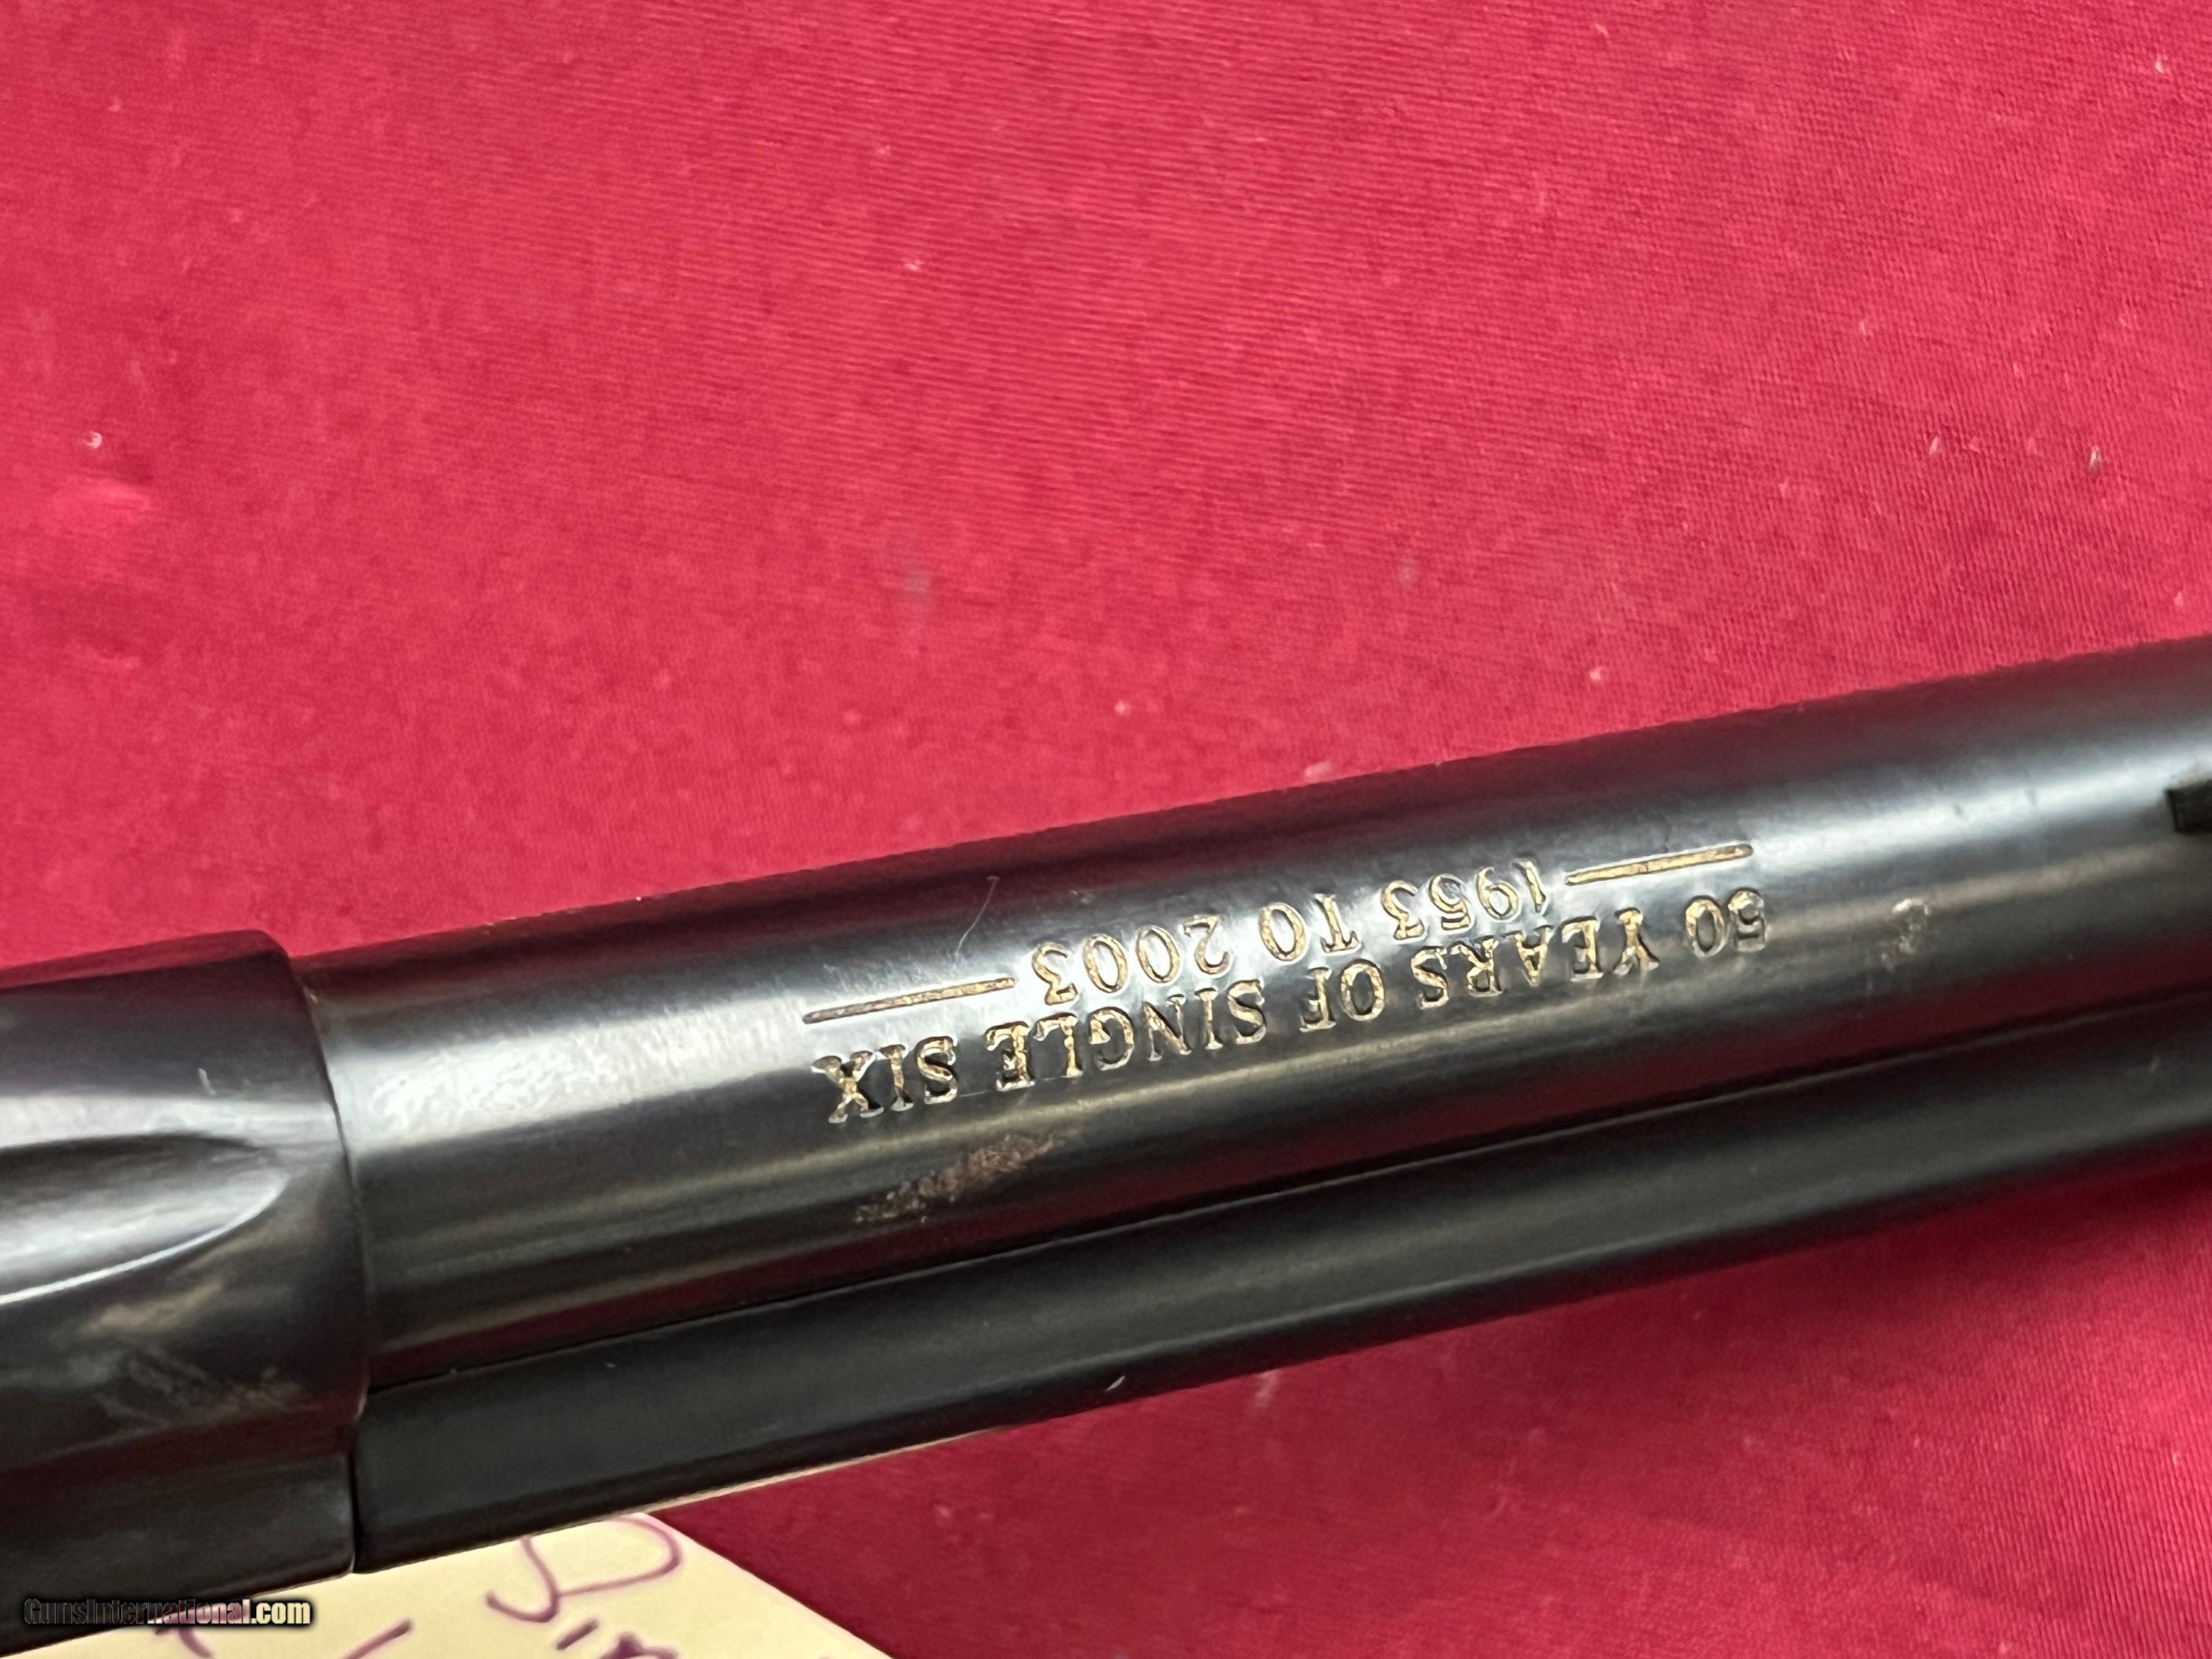 50 YEARS OF SINGLE SIX
1953 TO 2003
GunsInternational.com